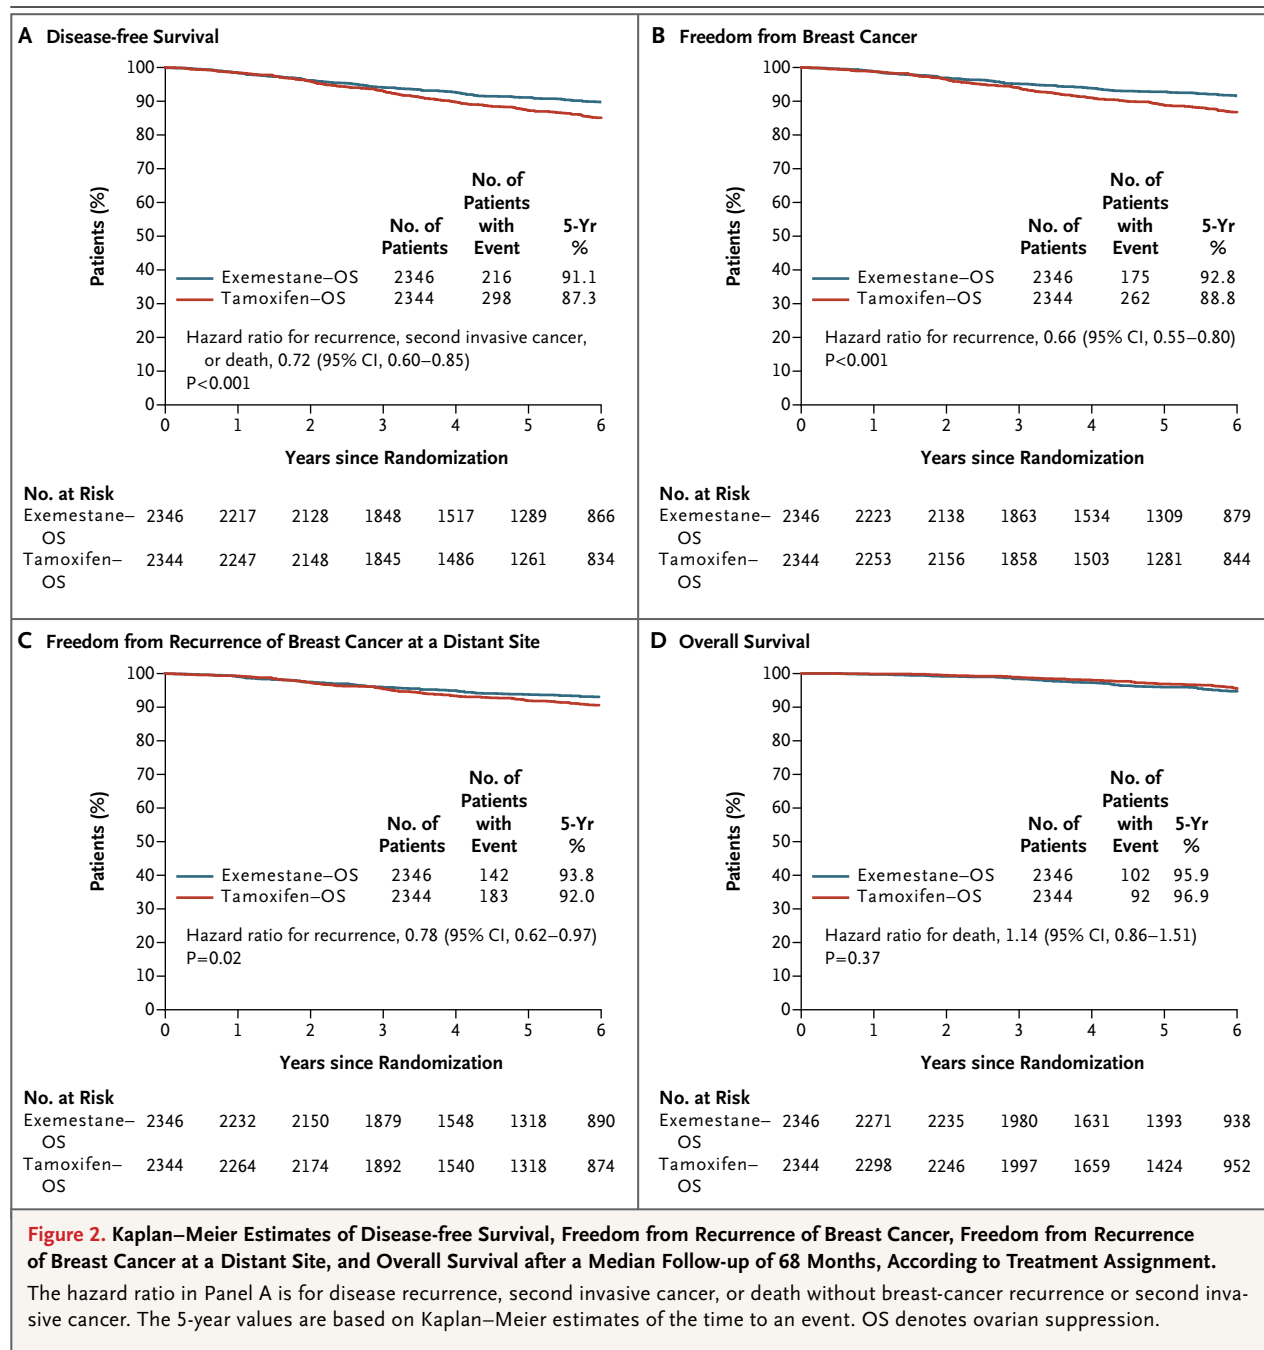 A Disease-free Survival
100
90
80
70
60
50
40
30
20
10
0
Patients (%)
No. of Patients
No. of Patients with Event
5-Yr %
Exemestane–OS 2346 216 91.1
Tamoxifen–OS 2344 298 87.3
Hazard ratio for recurrence, second invasive cancer,
or death, 0.72 (95% CI, 0.60–0.85)
P<0.001
0 1 2 3 4 5 6
Years since Randomization
No. at Risk
Exemestane–OS 2346 2217 2128 1848 1517 1289 866
Tamoxifen–OS 2344 2247 2148 1845 1486 1261 834
B Freedom from Breast Cancer
100
90
80
70
60
50
40
30
20
10
0
Patients (%)
No. of Patients
No. of Patients with Event
5-Yr %
Exemestane–OS 2346 175 92.8
Tamoxifen–OS 2344 262 88.8
Hazard ratio for recurrence, 0.66 (95% CI, 0.55–0.80)
P<0.001
0 1 2 3 4 5 6
Years since Randomization
No. at Risk
Exemestane–OS 2346 2223 2138 1863 1534 1309 879
Tamoxifen–OS 2344 2253 2156 1858 1503 1281 844
C Freedom from Recurrence of Breast Cancer at a Distant Site
100
90
80
70
60
50
40
30
20
10
0
Patients (%)
No. of Patients
No. of Patients with Event
5-Yr %
Exemestane–OS 2346 142 93.8
Tamoxifen–OS 2344 183 92.0
Hazard ratio for recurrence, 0.78 (95% CI, 0.62–0.97)
P=0.02
0 1 2 3 4 5 6
Years since Randomization
No. at Risk
Exemestane–OS 2346 2232 2150 1879 1548 1318 890
Tamoxifen–OS 2344 2264 2174 1892 1540 1318 874
D Overall Survival
100
90
80
70
60
50
40
30
20
10
0
Patients (%)
No. of Patients
No. of Patients with Event
5-Yr %
Exemestane–OS 2346 102 95.9
Tamoxifen–OS 2344 92 96.9
Hazard ratio for death, 1.14 (95% CI, 0.86–1.51)
P=0.37
0 1 2 3 4 5 6
Years since Randomization
No. at Risk
Exemestane–OS 2346 2271 2235 1980 1631 1393 938
Tamoxifen–OS 2344 2298 2246 1997 1659 1424 952
Figure 2. Kaplan–Meier Estimates of Disease-free Survival, Freedom from Recurrence of Breast Cancer, Freedom from Recurrence
of Breast Cancer at a Distant Site, and Overall Survival after a Median Follow-up of 68 Months, According to Treatment Assignment.
The hazard ratio in Panel A is for disease recurrence, second invasive cancer, or death without breast-cancer recurrence or second inva-
sive cancer. The 5-year values are based on Kaplan–Meier estimates of the time to an event. OS denotes ovarian suppression.